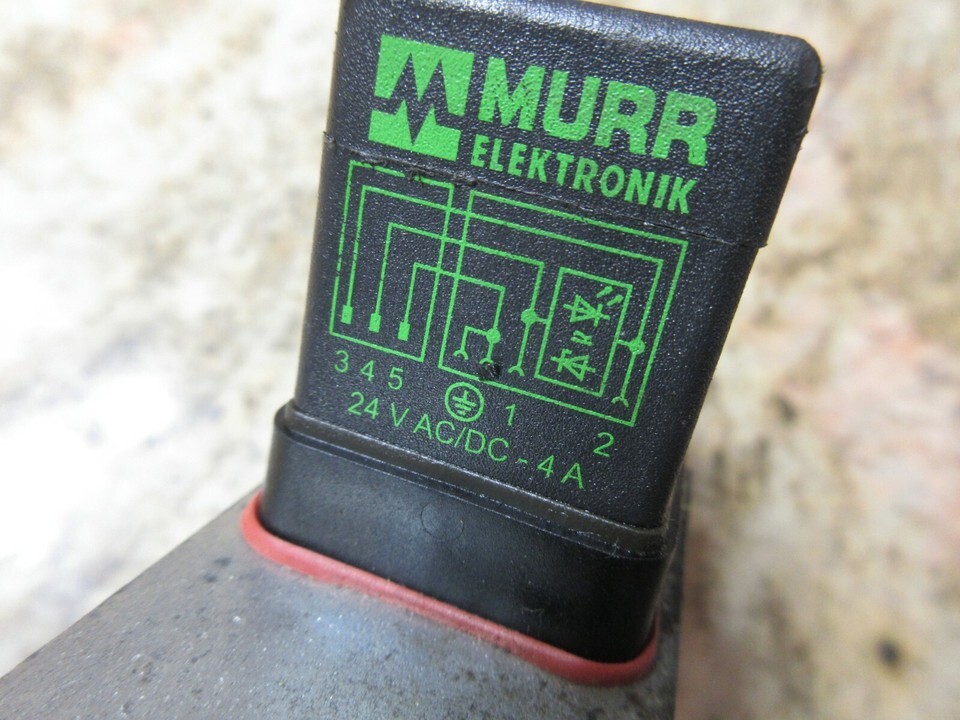 MURR
ELEKTRONIK
3 4 5 1 2
24 V AC/DC - 4 A